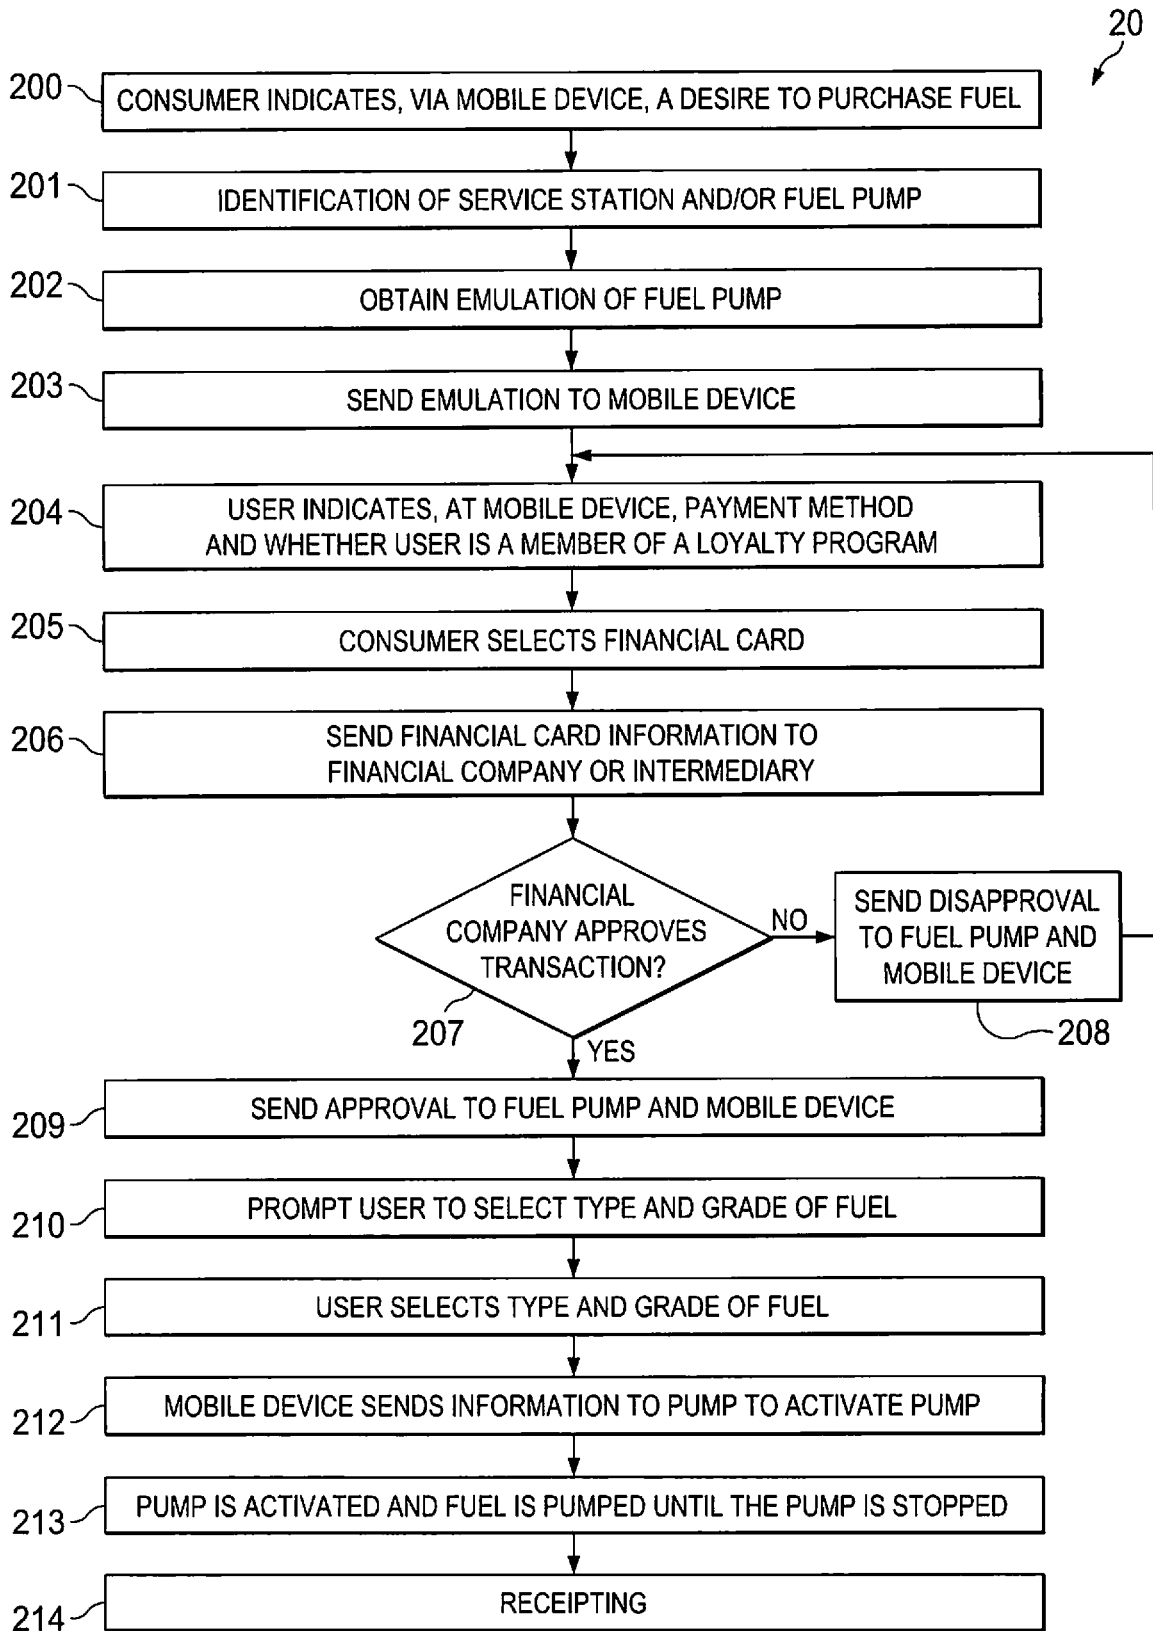 20
200
CONSUMER INDICATES, VIA MOBILE DEVICE, A DESIRE TO PURCHASE FUEL
201
IDENTIFICATION OF SERVICE STATION AND/OR FUEL PUMP
202
OBTAIN EMULATION OF FUEL PUMP
203
SEND EMULATION TO MOBILE DEVICE
204
USER INDICATES, AT MOBILE DEVICE, PAYMENT METHOD
AND WHETHER USER IS A MEMBER OF A LOYALTY PROGRAM
205
CONSUMER SELECTS FINANCIAL CARD
206
SEND FINANCIAL CARD INFORMATION TO
FINANCIAL COMPANY OR INTERMEDIARY
FINANCIAL
COMPANY APPROVES
TRANSACTION?
207
NO
SEND DISAPPROVAL
TO FUEL PUMP AND
MOBILE DEVICE
208
YES
209
SEND APPROVAL TO FUEL PUMP AND MOBILE DEVICE
210
PROMPT USER TO SELECT TYPE AND GRADE OF FUEL
211
USER SELECTS TYPE AND GRADE OF FUEL
212
MOBILE DEVICE SENDS INFORMATION TO PUMP TO ACTIVATE PUMP
213
PUMP IS ACTIVATED AND FUEL IS PUMPED UNTIL THE PUMP IS STOPPED
214
RECEIPTING